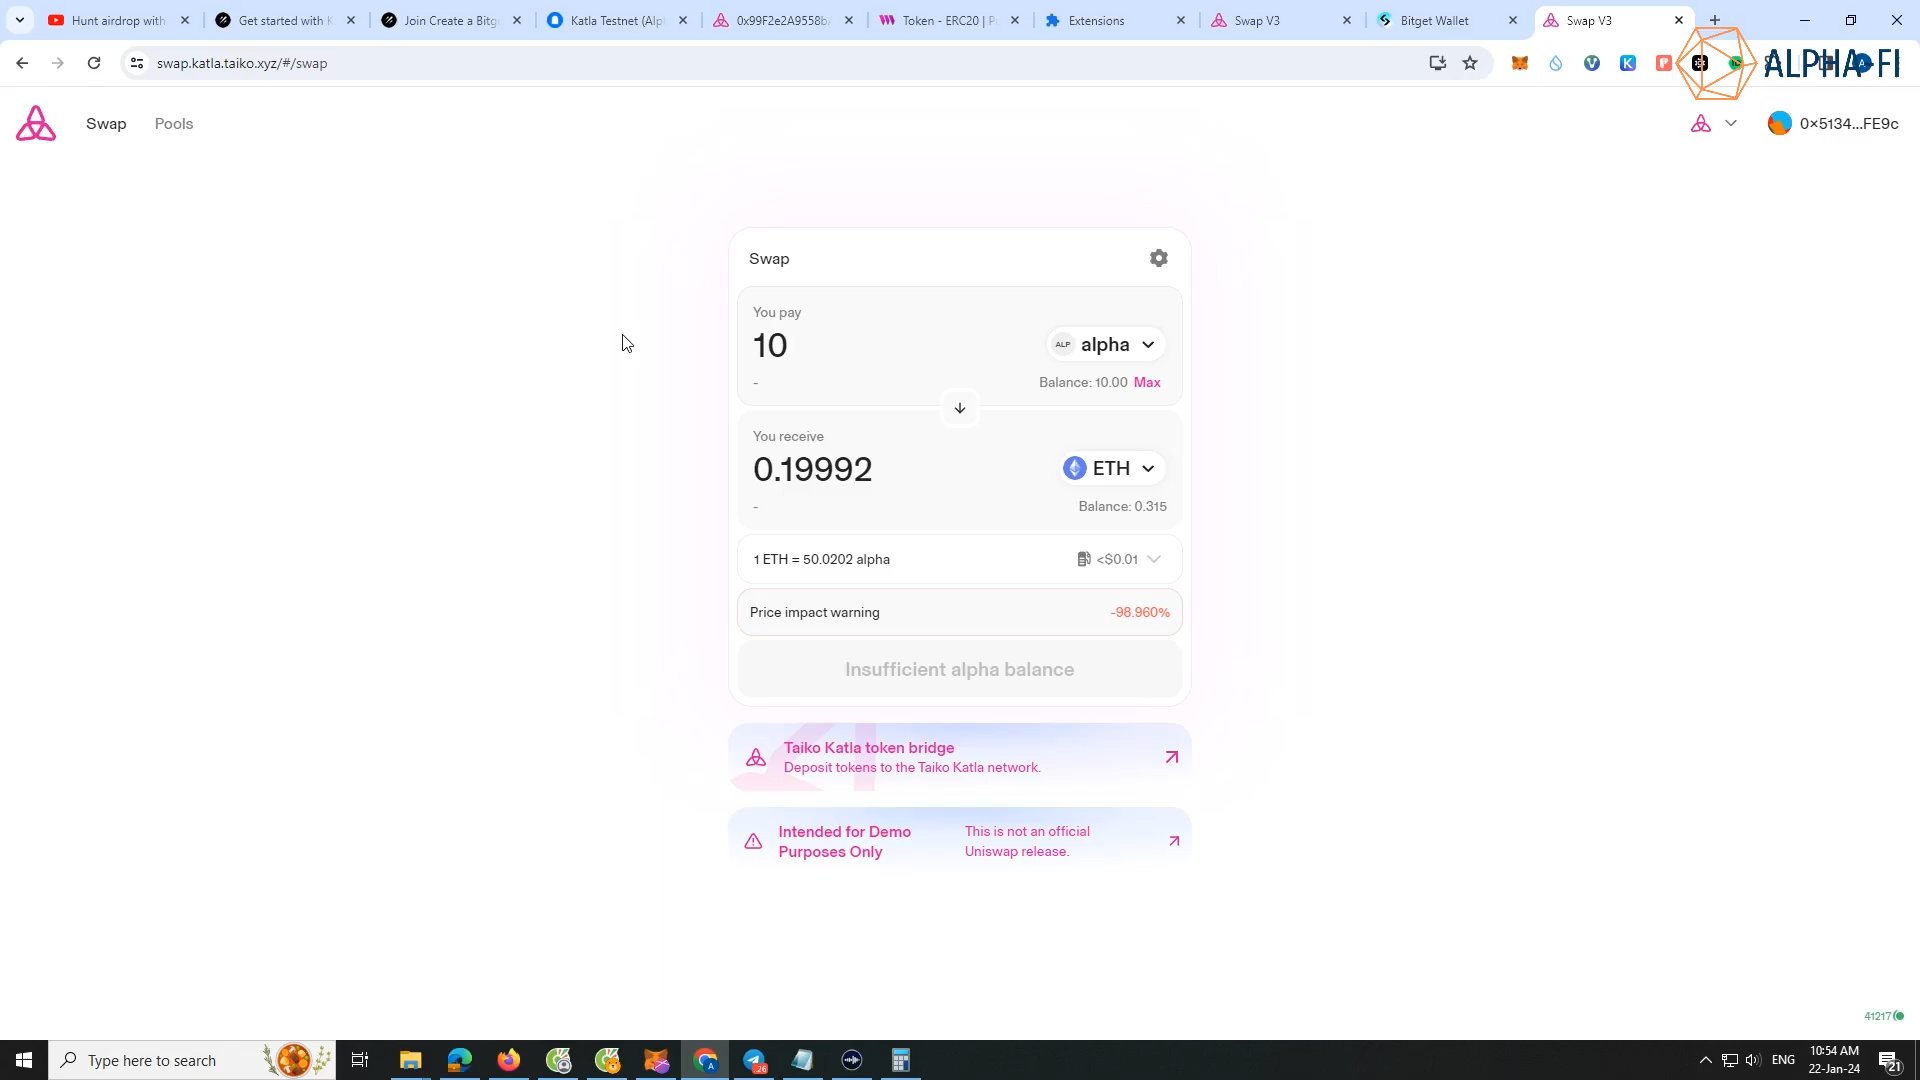 Hunt airdrop with
Get started with K
Join Create a Bitg
Katla Testnet (Alp
0x99F2e2A9558b
Token - ERC20 | P
Extensions
Swap V3
Bitget Wallet
Swap V3
swap.katla.taiko.xyz/#/swap
ALPHA FI
Swap
Pools
0×5134...FE9c
Swap
You pay
10
ALP
alpha
-
Balance: 10.00 Max
You receive
0.19992
ETH
-
Balance: 0.315
1 ETH = 50.0202 alpha
<$0.01
Price impact warning
-98.960%
Insufficient alpha balance
Taiko Katla token bridge
Deposit tokens to the Taiko Katla network.
Intended for Demo
Purposes Only
This is not an official
Uniswap release.
41217
Type here to search
26
ENG
10:54 AM
22-Jan-24
21